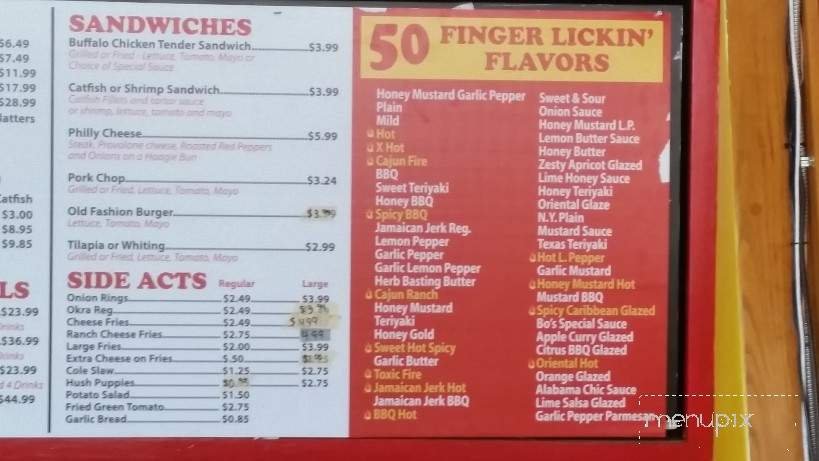 $6.49
$7.49
$11.99
$17.99
$28.99
Catfish
$3.00
$8.95
$9.85
$23.99
$36.99
$23.99
d 4 Drinks
$44.99
SANDWICHES
Buffalo Chicken Tender Sandwich $3.99
Grilled or Fried - Lettuce, Tomato, Mayo or
Choice of Special Sauce
Catfish or Shrimp Sandwich $3.99
Catfish Fillets and tartar sauce
or shrimp, lettuce, tomato and mayo
Philly Cheese $5.99
Steak, Provalone cheese, Roasted Red Peppers
and Onions on a Hoagie Bun
Pork Chop $3.24
Grilled or Fried, Lettuce, Tomato, Mayo
Old Fashion Burger
Lettuce, Tomato, Mayo
Tilapia or Whiting $2.99
Grilled or Fried, Lettuce, Tomato, Mayo
SIDE ACTS Regular Large
Onion Rings $2.49 $3.99
Okra Reg. $2.49
Cheese Fries $2.49 $4.99
Ranch Cheese Fries $2.75 4.99
Large Fries $2.00 $3.99
Extra Cheese on Fries $.50
Cole Slaw $1.25 $2.75
Hush Puppies $2.75
Potato Salad $1.50
Fried Green Tomato $2.75
Garlic Bread $0.85
50 FINGER LICKIN'
FLAVORS
Honey Mustard Garlic Pepper
Plain
Mild
Hot
X Hot
Cajun Fire
BBQ
Sweet Teriyaki
Honey BBQ
Spicy BBQ
Jamaican Jerk Reg.
Lemon Pepper
Garlic Pepper
Garlic Lemon Pepper
Herb Basting Butter
Cajun Ranch
Honey Mustard
Teriyaki
Honey Gold
Sweet Hot Spicy
Garlic Butter
Toxic Fire
Jamaican Jerk Hot
Jamaican Jerk BBQ
BBQ Hot
Sweet & Sour
Onion Sauce
Honey Mustard L.P.
Lemon Butter Sauce
Honey Butter
Zesty Apricot Glazed
Lime Honey Sauce
Honey Teriyaki
Oriental Glaze
N.Y. Plain
Mustard Sauce
Texas Teriyaki
Hot L. Pepper
Garlic Mustard
Honey Mustard Hot
Mustard BBQ
Spicy Caribbean Glazed
Bo's Special Sauce
Apple Curry Glazed
Citrus BBQ Glazed
Oriental Hot
Orange Glazed
Alabama Chic Sauce
Lime Salsa Glazed
Garlic Pepper Parmesan
menupix